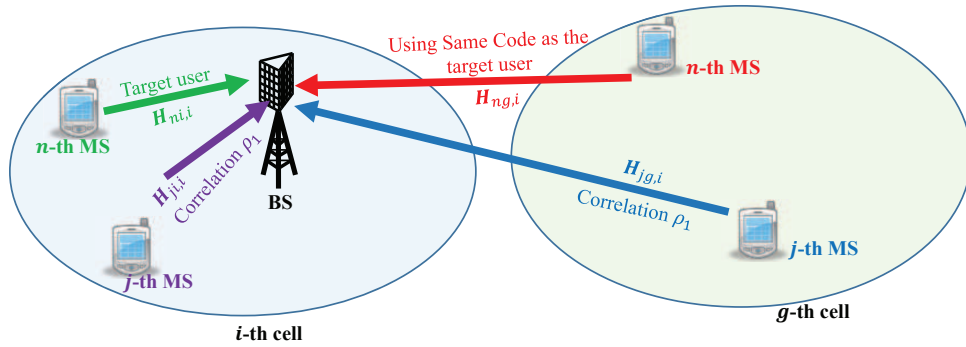 Target user
H_{ni,i}
n-th MS
H_{ji,i}
Correlation ρ_1
j-th MS
BS
i-th cell
Using Same Code as the
target user
H_{ng,i}
n-th MS
H_{jg,i}
Correlation ρ_1
j-th MS
g-th cell